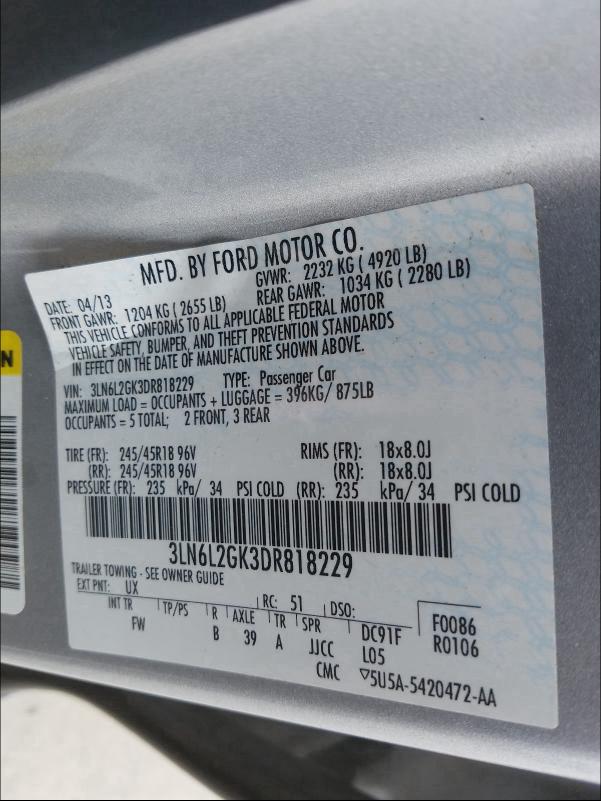 MFD. BY FORD MOTOR CO.
DATE: 04/13 GVWR: 2232 KG ( 4920 LB)
FRONT GAWR: 1204 KG ( 2655 LB) REAR GAWR: 1034 KG ( 2280 LB)
THIS VEHICLE CONFORMS TO ALL APPLICABLE FEDERAL MOTOR
VEHICLE SAFETY, BUMPER, AND THEFT PREVENTION STANDARDS
IN EFFECT ON THE DATE OF MANUFACTURE SHOWN ABOVE.
VIN: 3LN6L2GK3DR818229 TYPE: Passenger Car
MAXIMUM LOAD = OCCUPANTS + LUGGAGE = 396KG/ 875LB
OCCUPANTS = 5 TOTAL; 2 FRONT, 3 REAR
TIRE (FR): 245/45R18 96V RIMS (FR): 18x8.0J
(RR): 245/45R18 96V (RR): 18x8.0J
PRESSURE (FR): 235 kPa/ 34 PSI COLD (RR): 235 kPa/ 34 PSI COLD
3LN6L2GK3DR818229
TRAILER TOWING - SEE OWNER GUIDE
EXT PNT: UX RC: 51 DSO:
INT TR TP/PS R AXLE TR SPR DC91F F0086
FW B 39 A JJCC L05 R0106
CMC ▽5U5A-5420472-AA
N